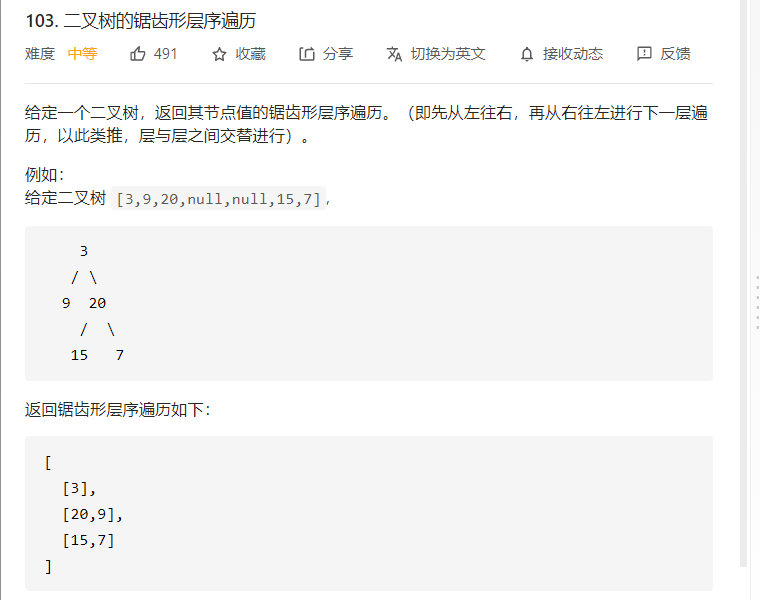 103. 二叉树的锯齿形层序遍历
难度 中等 491 收藏 分享 切换为英文 接收动态 反馈
给定一个二叉树，返回其节点值的锯齿形层序遍历。（即先从左往右，再从右往左进行下一层遍
历，以此类推，层与层之间交替进行）。
例如：
给定二叉树 [3,9,20,null,null,15,7],
3
/ \
9 20
/ \
15 7
返回锯齿形层序遍历如下：
[
[3],
[20,9],
[15,7]
]